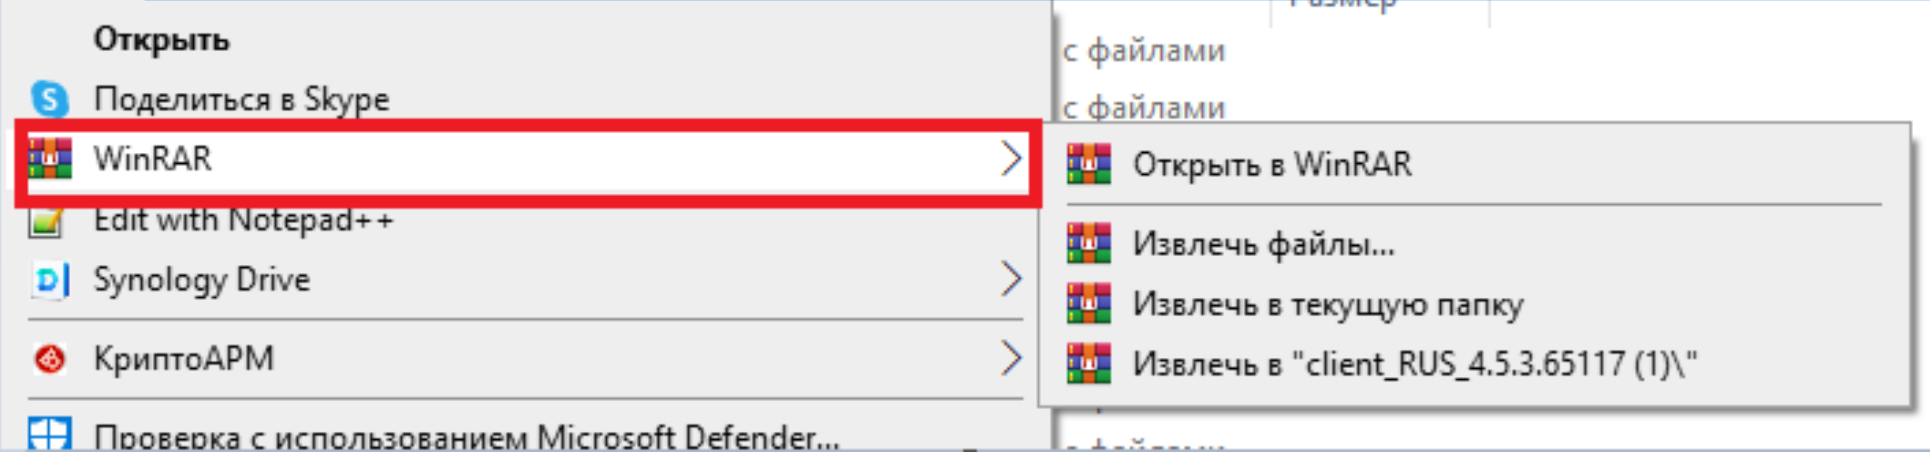 Размер
Открыть
с файлами
Поделиться в Skype
с файлами
WinRAR
Edit with Notepad++
Synology Drive
КриптоАРМ
Проверка с использованием Microsoft Defender...
Открыть в WinRAR
Извлечь файлы...
Извлечь в текущую папку
Извлечь в "client_RUS_4.5.3.65117 (1)\"
с файлами